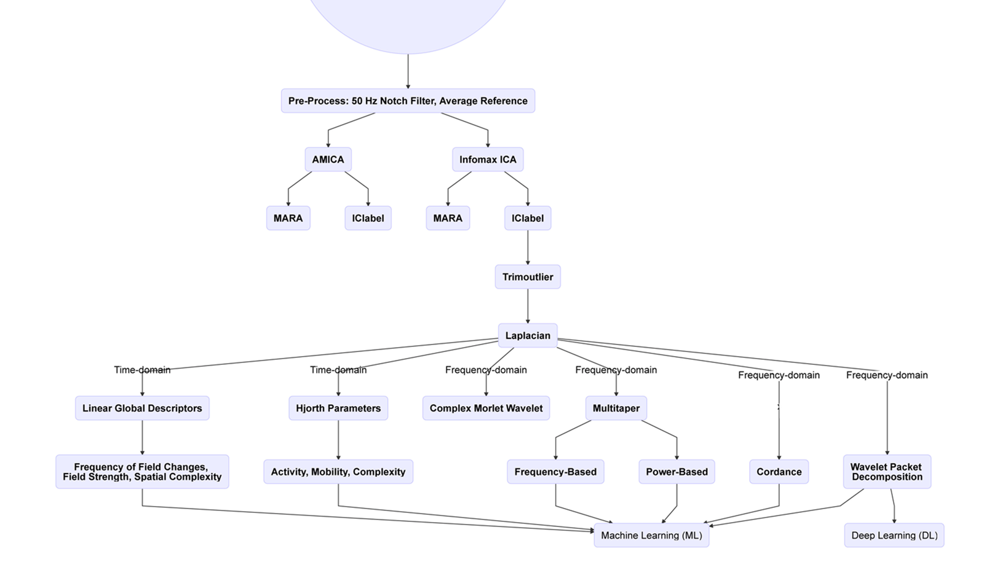 Pre-Process: 50 Hz Notch Filter, Average Reference
AMICA
Infomax ICA
MARA
IClabel
MARA
IClabel
Trimoutlier
Laplacian
Time-domain
Time-domain
Frequency-domain
Frequency-domain
Frequency-domain
Frequency-domain
Linear Global Descriptors
Hjorth Parameters
Complex Morlet Wavelet
Multitaper
Frequency of Field Changes,
Field Strength, Spatial Complexity
Activity, Mobility, Complexity
Frequency-Based
Power-Based
Cordance
Wavelet Packet
Decomposition
Machine Learning (ML)
Deep Learning (DL)